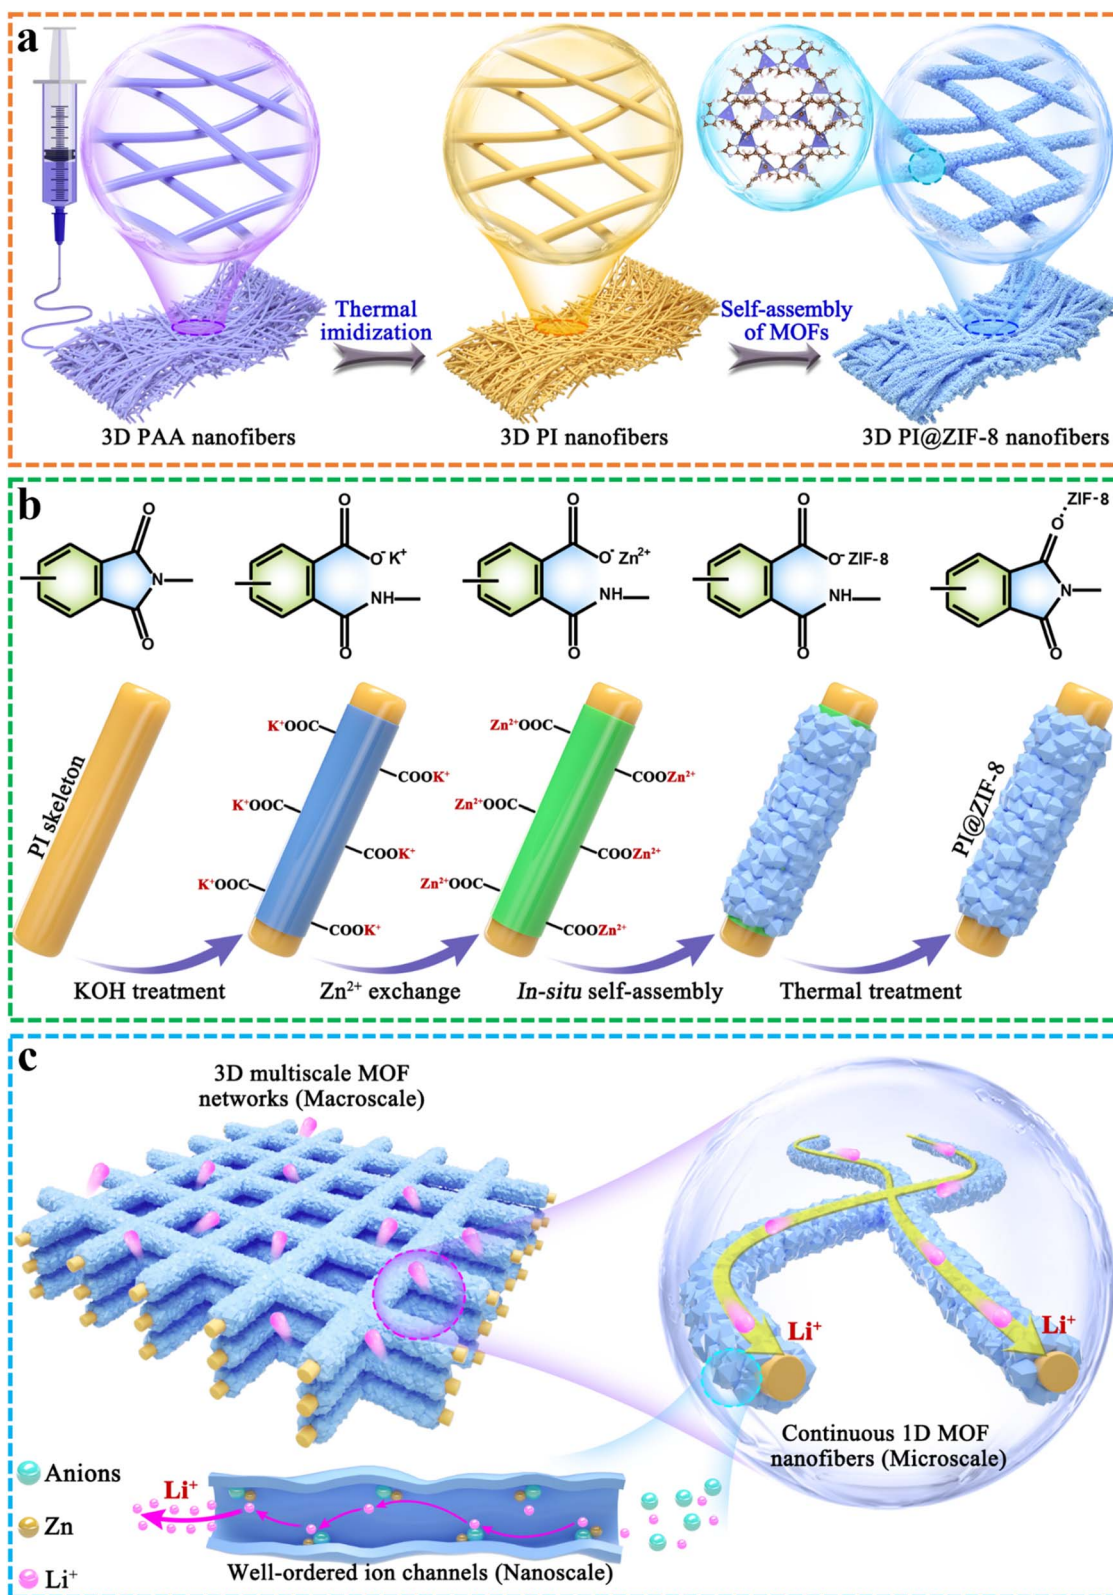 a
Thermal
imidization
Self-assembly
of MOFs
3D PAA nanofibers
3D PI nanofibers
3D PI@ZIF-8 nanofibers
b
O
N
O
O
O⁻ K⁺
NH
O
O
O⁻ Zn²⁺
NH
O
O
O⁻ ZIF-8
NH
O
ZIF-8
O
N
O
PI skeleton
K⁺OOC
COOK⁺
K⁺OOC
COOK⁺
K⁺OOC
COOK⁺
Zn²⁺OOC
COOZn²⁺
Zn²⁺OOC
COOZn²⁺
Zn²⁺OOC
COOZn²⁺
PI@ZIF-8
KOH treatment
Zn²⁺ exchange
In-situ self-assembly
Thermal treatment
c
3D multiscale MOF
networks (Macroscale)
Li⁺
Li⁺
Continuous 1D MOF
nanofibers (Microscale)
Anions
Zn
Li⁺
Li⁺
Well-ordered ion channels (Nanoscale)